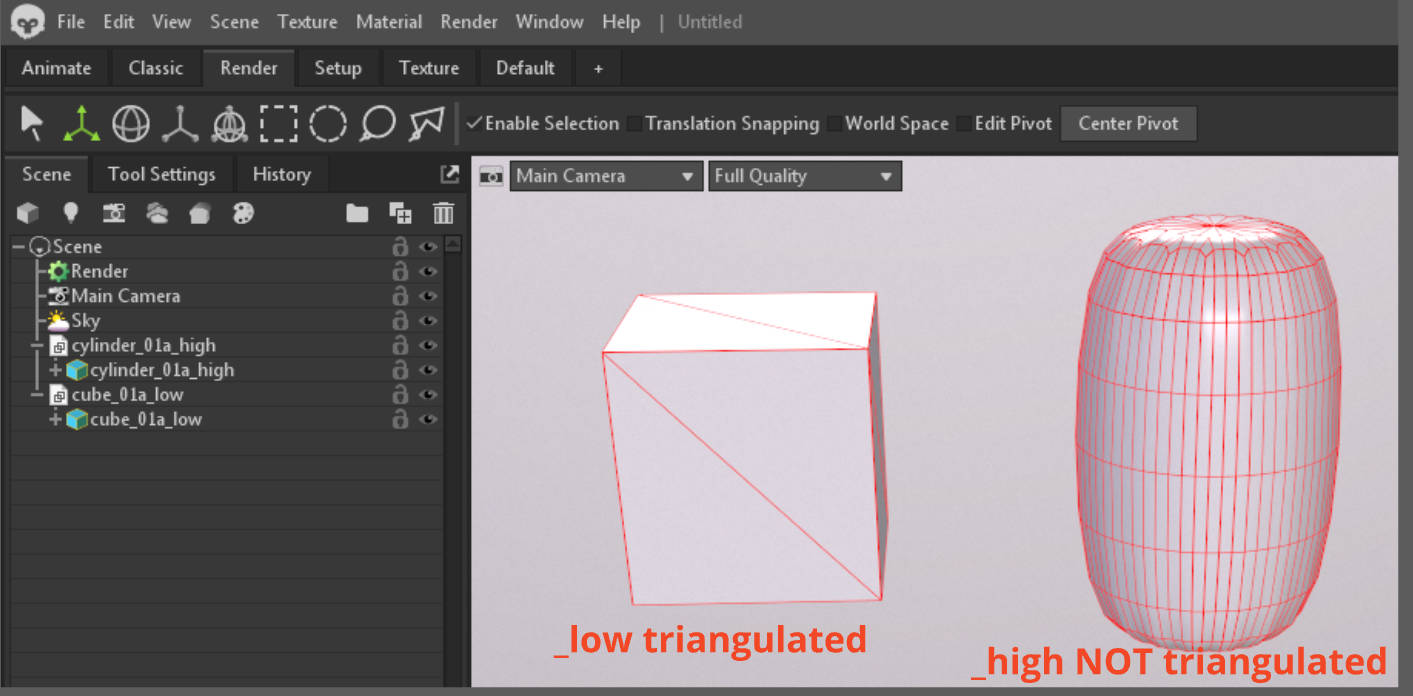 File Edit View Scene Texture Material Render Window Help | Untitled
Animate Classic Render Setup Texture Default +
Enable Selection Translation Snapping World Space Edit Pivot Center Pivot
Scene Tool Settings History
Main Camera Full Quality
Scene
Render
Main Camera
Sky
cylinder_01a_high
cylinder_01a_high
cube_01a_low
cube_01a_low
_low triangulated
_high NOT triangulated